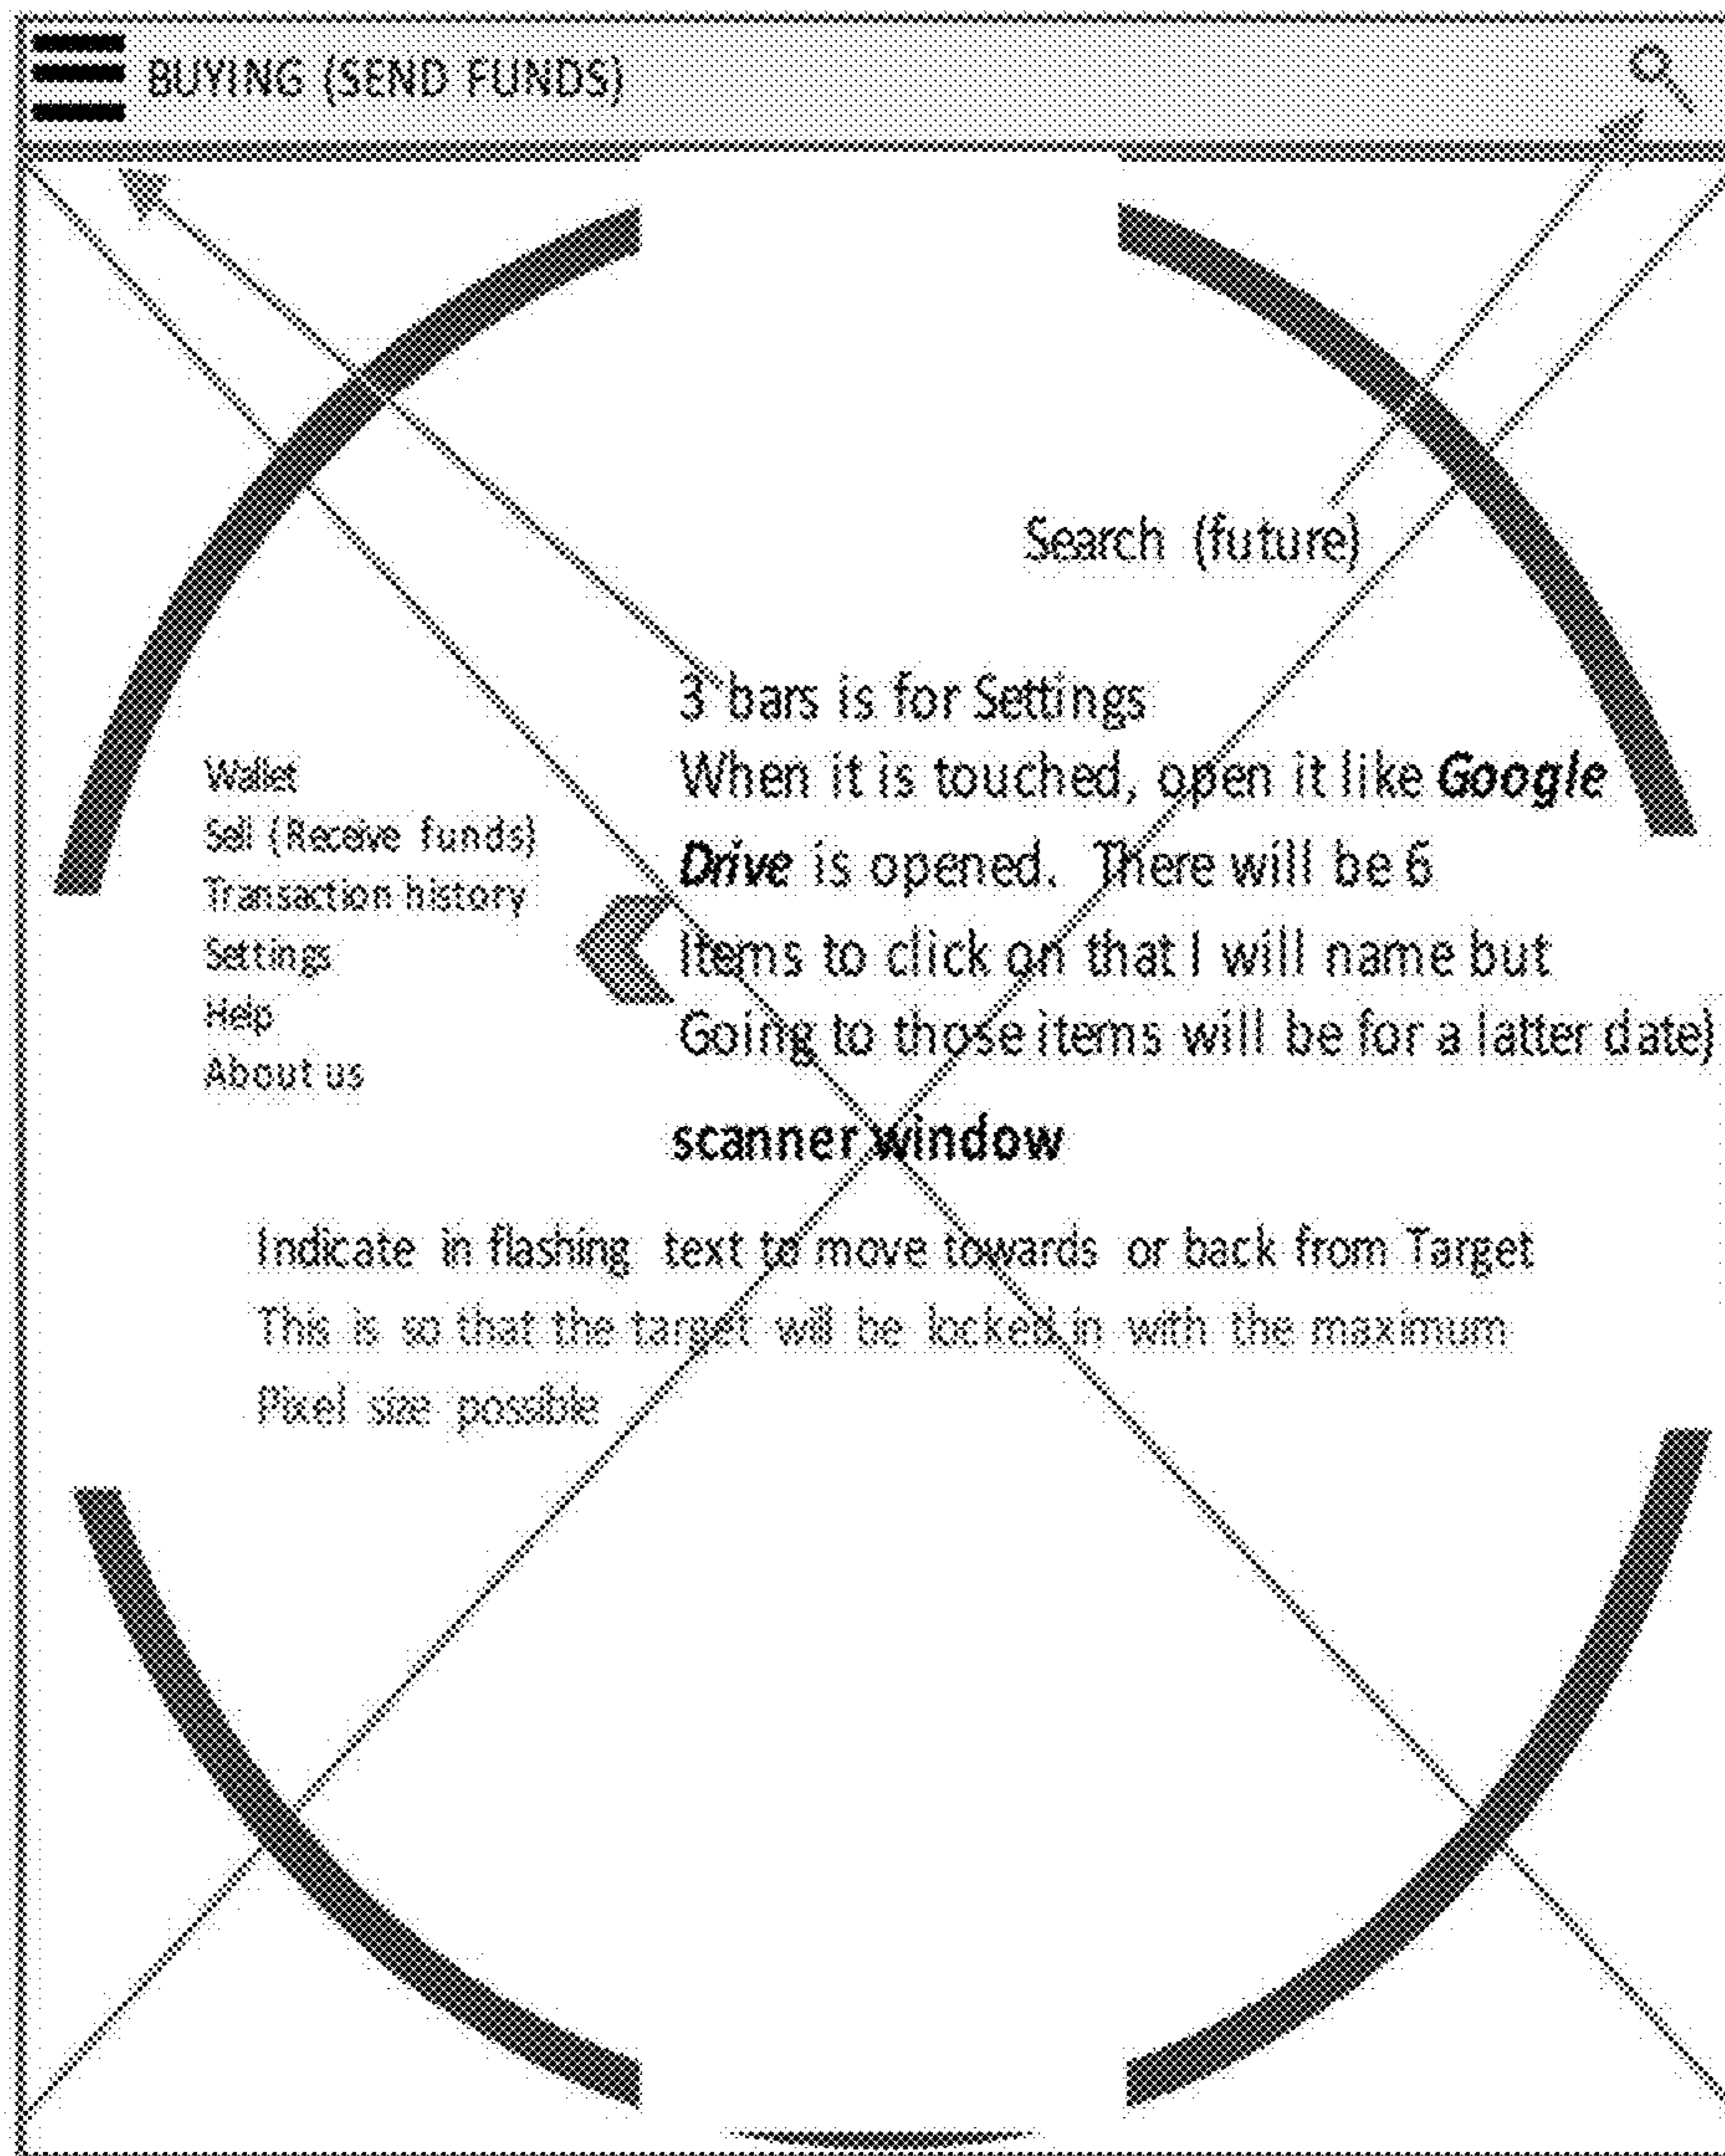 BUYING (SEND FUNDS)
Search (future)
3 bars is for Settings
When it is touched, open it like Google
Drive is opened. There will be 6
Items to click on that I will name but
Going to those items will be for a latter date)
Wallet
Sell (Receive funds)
Transaction history
Settings
Help
About us
scanner window
Indicate in flashing text to move towards or back from Target
This is so that the target will be locked in with the maximum
Pixel size possible